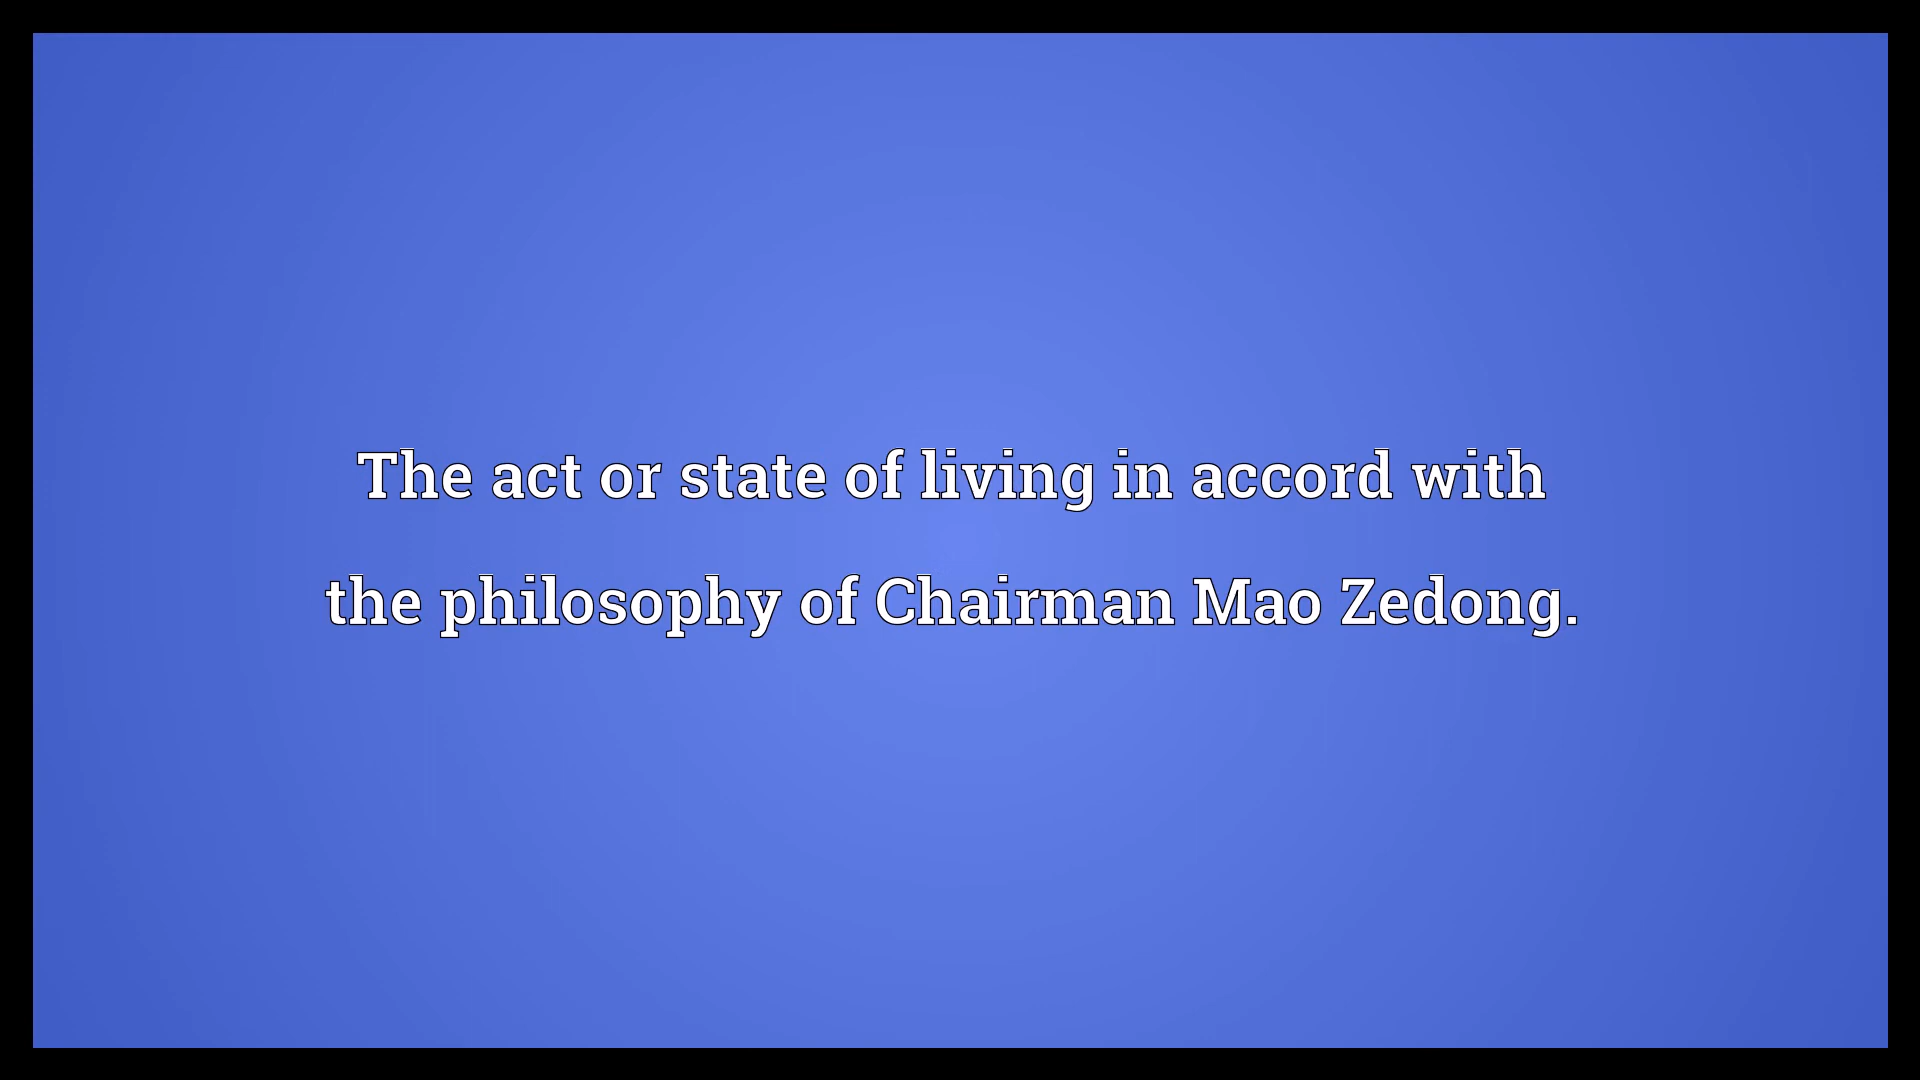 The act or state of living in accord with
the philosophy of Chairman Mao Zedong.